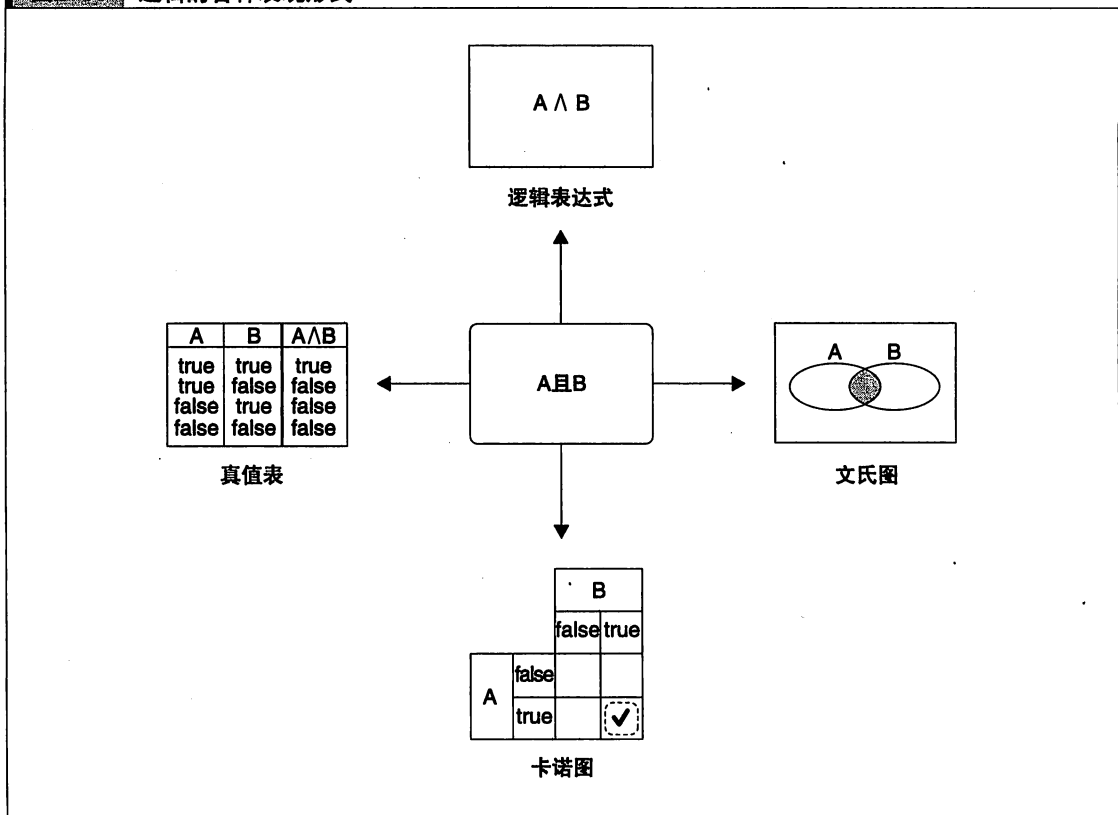 A ∧ B
逻辑表达式
A B A∧B
true true true
true false false
false true false
false false false
真值表
A且B
A B
文氏图
B
false true
A
false
true
卡诺图